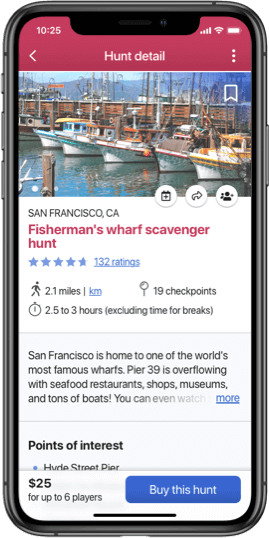 10:25
Hunt detail
SAN FRANCISCO, CA
Fisherman's wharf scavenger
hunt
132 ratings
2.1 miles | km
19 checkpoints
2.5 to 3 hours (excluding time for breaks)
San Francisco is home to one of the world's
most famous wharfs. Pier 39 is overflowing
with seafood restaurants, shops, museums,
and tons of boats! You can even watch more
Points of interest
Hyde Street Pier
$25
for up to 6 players
Buy this hunt